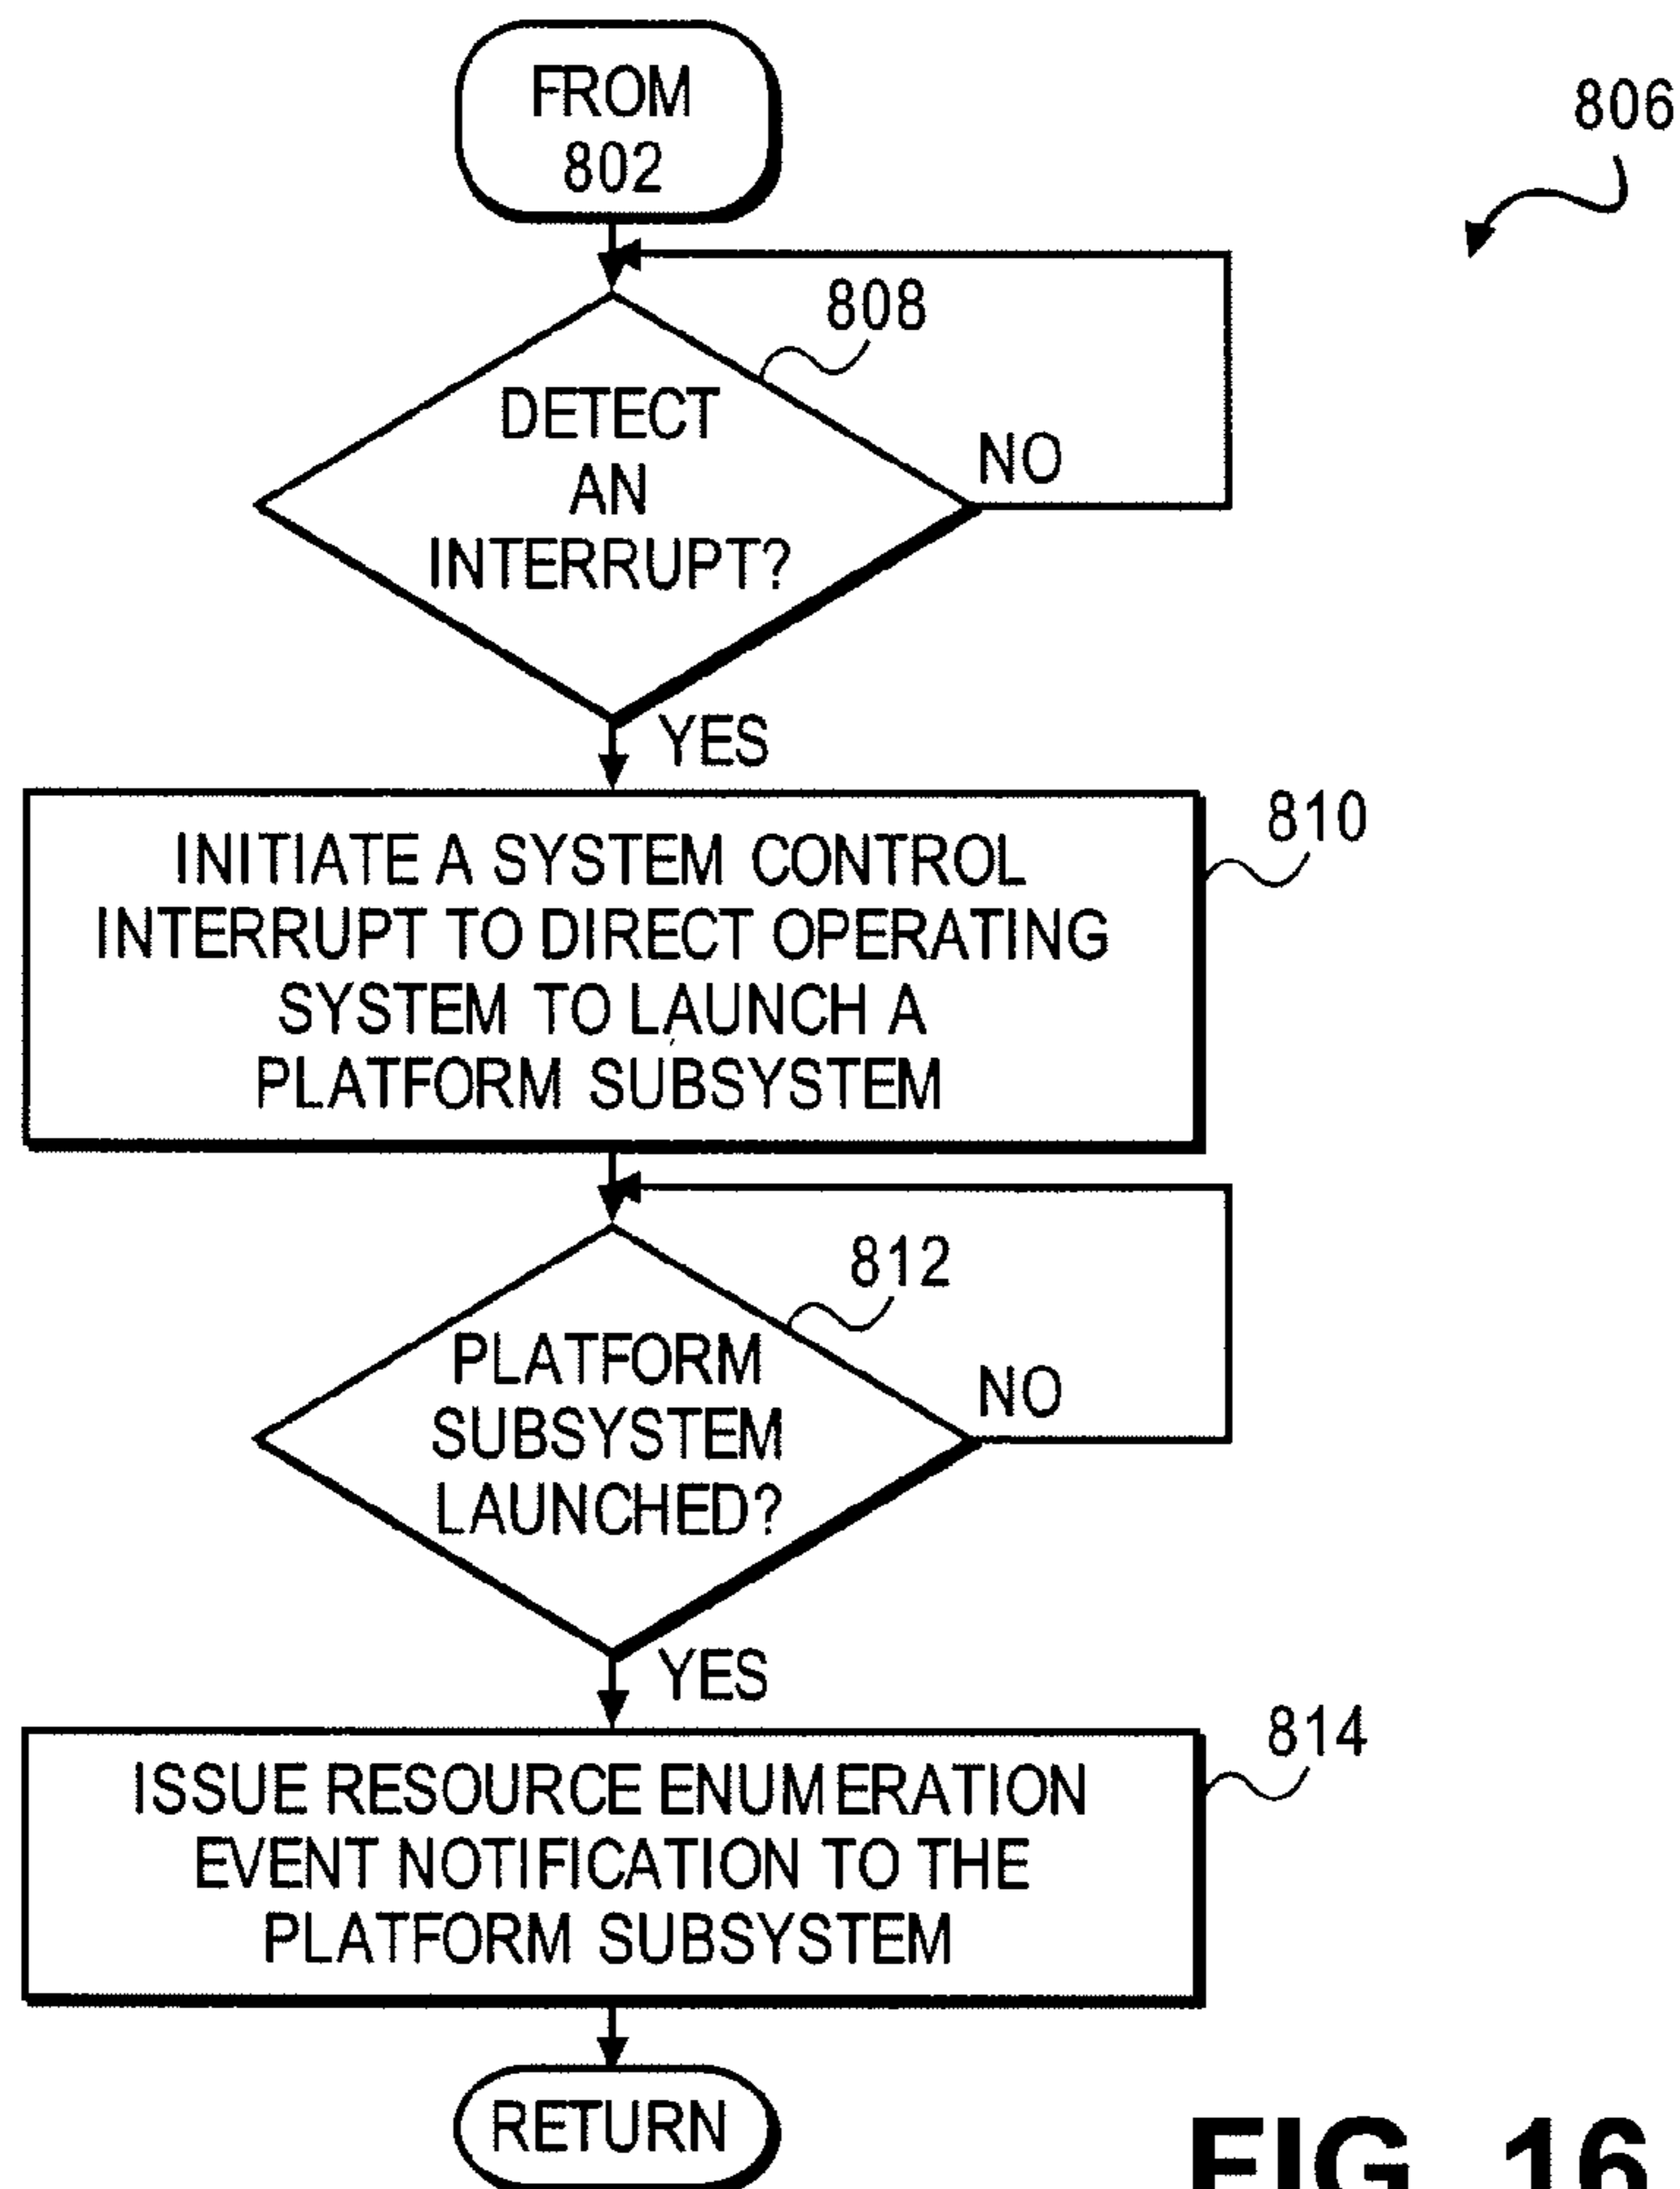 FROM
802
806
808
DETECT
AN
INTERRUPT?
NO
YES
810
INITIATE A SYSTEM CONTROL
INTERRUPT TO DIRECT OPERATING
SYSTEM TO LAUNCH A
PLATFORM SUBSYSTEM
812
PLATFORM
SUBSYSTEM
LAUNCHED?
NO
YES
814
ISSUE RESOURCE ENUMERATION
EVENT NOTIFICATION TO THE
PLATFORM SUBSYSTEM
RETURN
FIG. 16